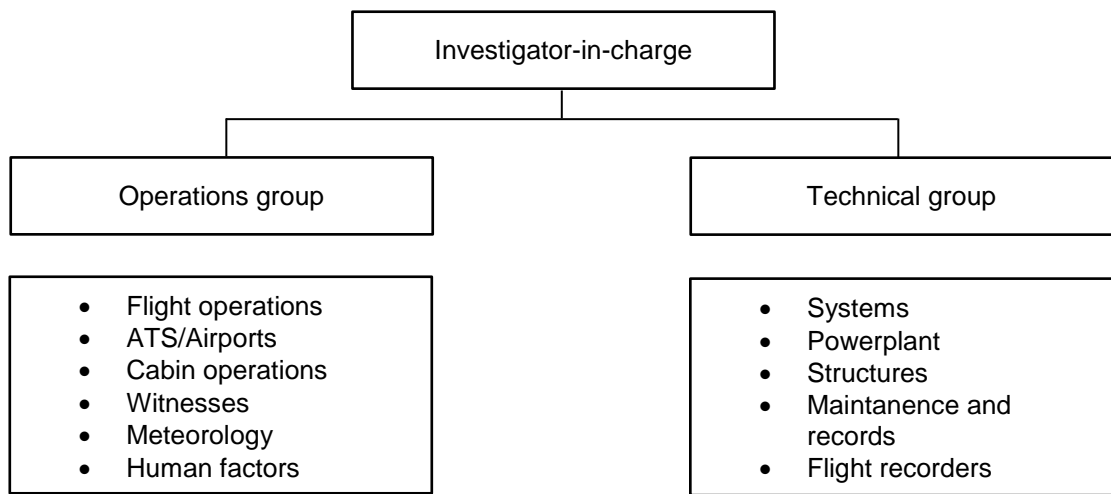 Investigator-in-charge
Operations group
Technical group
• Flight operations
• ATS/Airports
• Cabin operations
• Witnesses
• Meteorology
• Human factors
• Systems
• Powerplant
• Structures
• Maintanence and
records
• Flight recorders